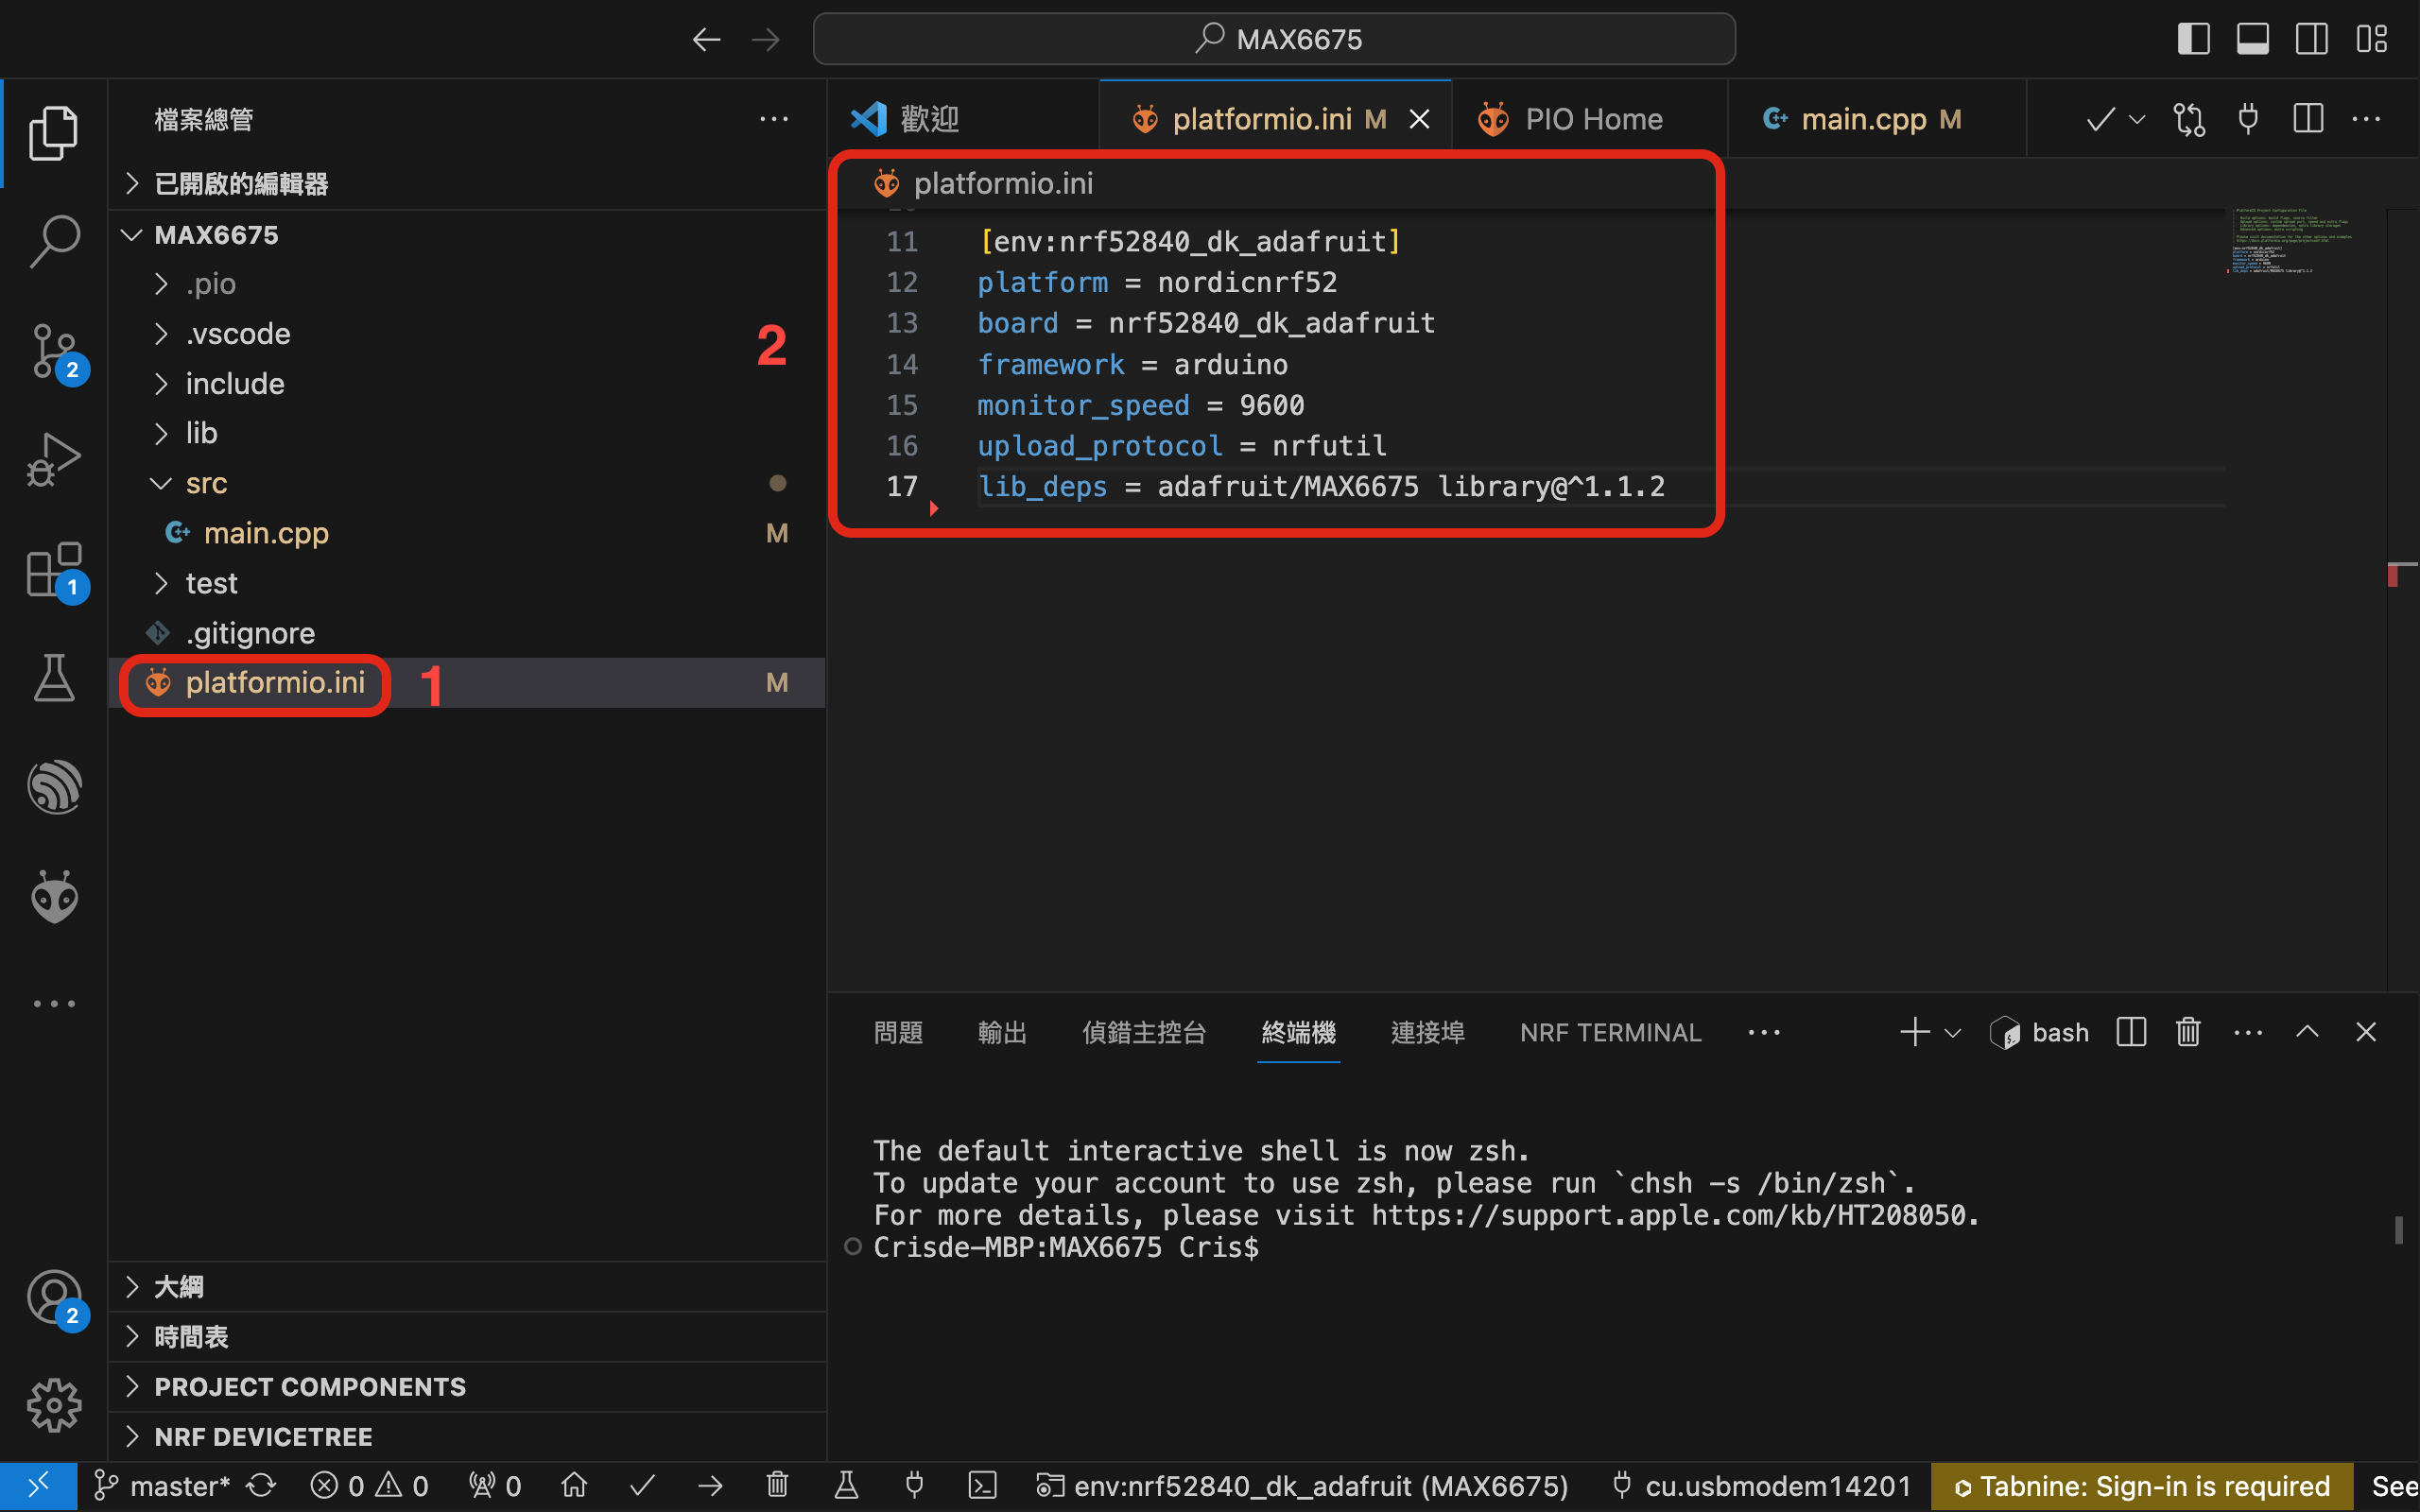 MAX6675
檔案總管
已開啟的編輯器
MAX6675
.pio
.vscode
include
lib
src
main.cpp M
test
.gitignore
platformio.ini M
1
2
大綱
時間表
PROJECT COMPONENTS
NRF DEVICETREE
2
1
2
歡迎
platformio.ini M
PIO Home
main.cpp M
platformio.ini
11 [env:nrf52840_dk_adafruit]
12 platform = nordicnrf52
13 board = nrf52840_dk_adafruit
14 framework = arduino
15 monitor_speed = 9600
16 upload_protocol = nrfutil
17 lib_deps = adafruit/MAX6675 library@^1.1.2
問題 輸出 偵錯主控台 終端機 連接埠 NRF TERMINAL
bash
The default interactive shell is now zsh.
To update your account to use zsh, please run `chsh -s /bin/zsh`.
For more details, please visit https://support.apple.com/kb/HT208050.
Crisde-MBP:MAX6675 Cris$
master* 0 0 0 env:nrf52840_dk_adafruit (MAX6675) cu.usbmodem14201 Tabnine: Sign-in is required See